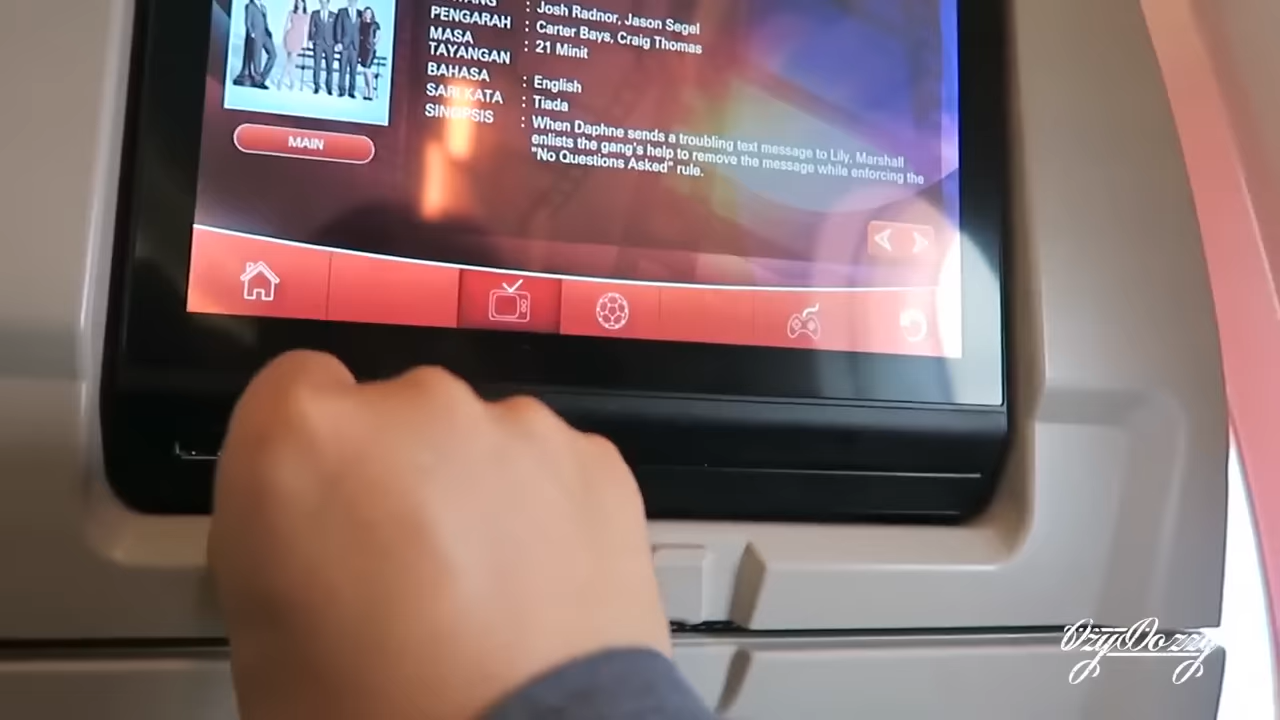 : Josh Radnor, Jason Segel
PENGARAH : Carter Bays, Craig Thomas
MASA
TAYANGAN : 21 Minit
BAHASA : English
SARI KATA : Tiada
SINOPSIS : When Daphne sends a troubling text message to Lily, Marshall
enlists the gang's help to remove the message while enforcing the
"No Questions Asked" rule.
MAIN
OzyDozzy